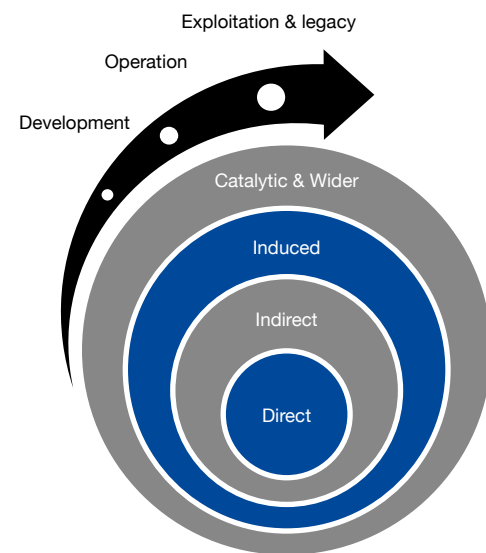 Exploitation & legacy
Operation
Development
Catalytic & Wider
Induced
Indirect
Direct